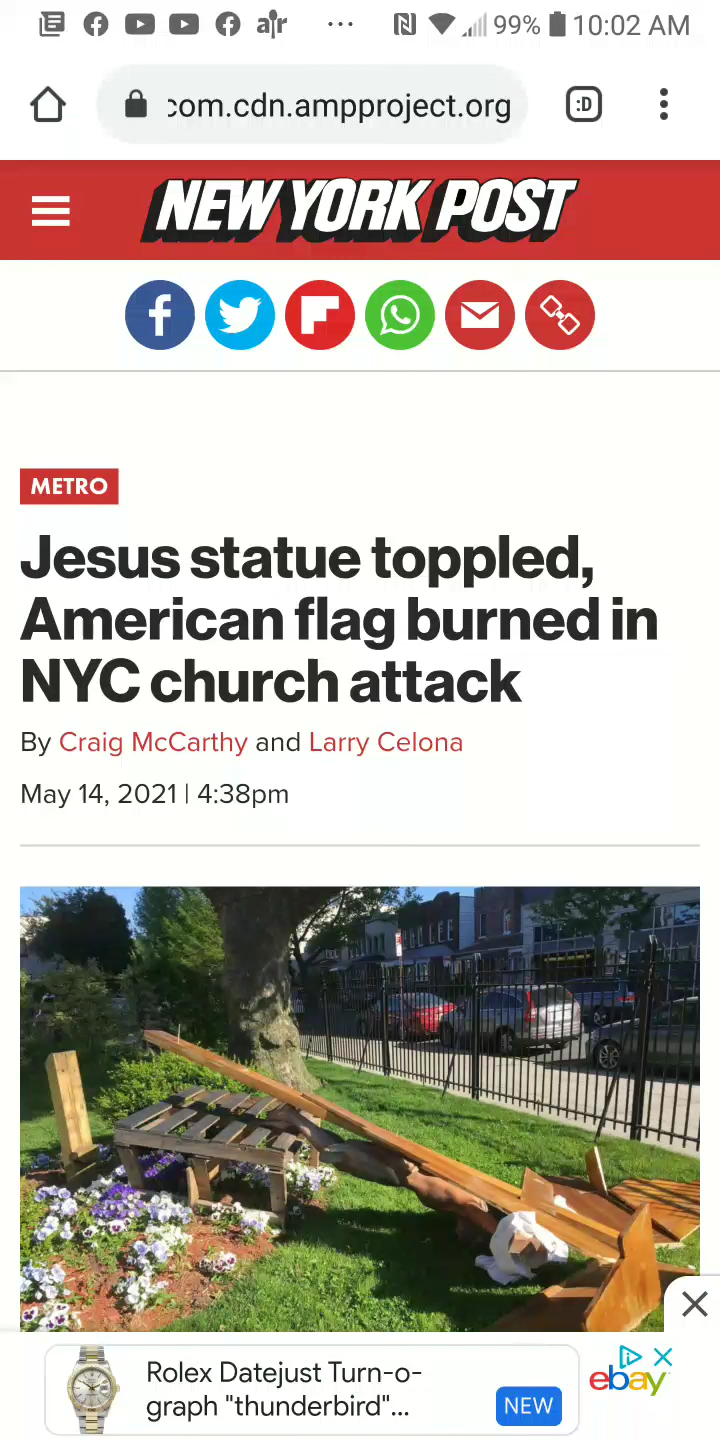 99% 10:02 AM
com.cdn.ampproject.org
:D
NEW YORK POST
METRO
Jesus statue toppled,
American flag burned in
NYC church attack
By Craig McCarthy and Larry Celona
May 14, 2021 | 4:38pm
Rolex Datejust Turn-o-
graph "thunderbird"...
NEW
ebay